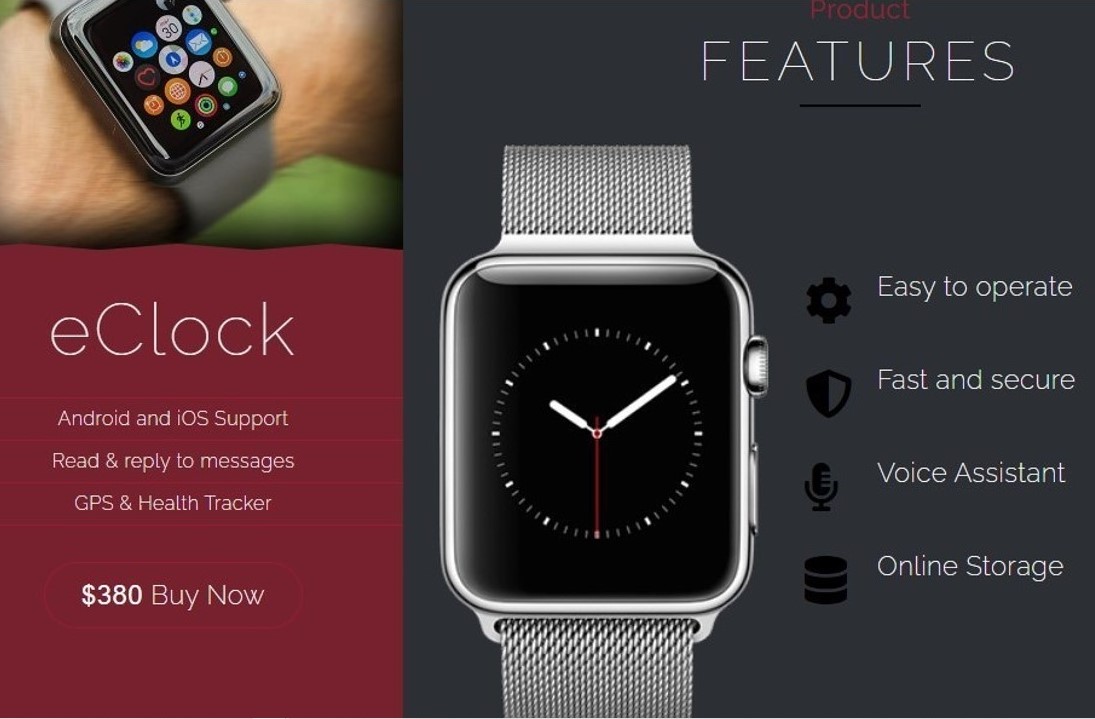 eClock
Android and iOS Support
Read & reply to messages
GPS & Health Tracker
$380 Buy Now
Product
FEATURES
Easy to operate
Fast and secure
Voice Assistant
Online Storage
30